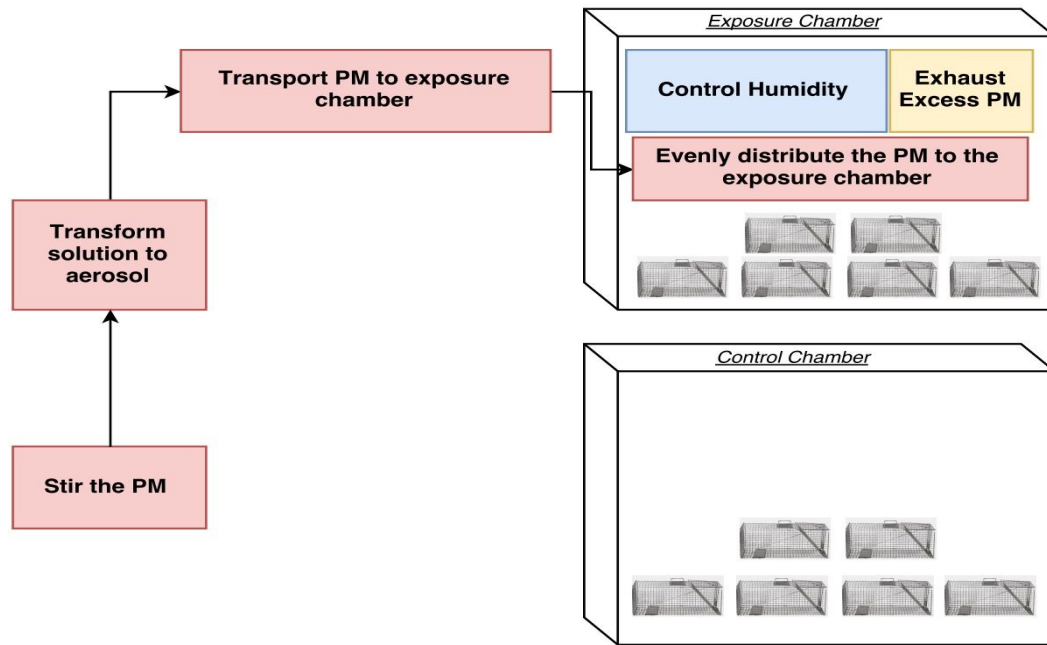 Exposure Chamber
Transport PM to exposure
chamber
Control Humidity
Exhaust
Excess PM
Evenly distribute the PM to the
exposure chamber
Transform
solution to
aerosol
Control Chamber
Stir the PM